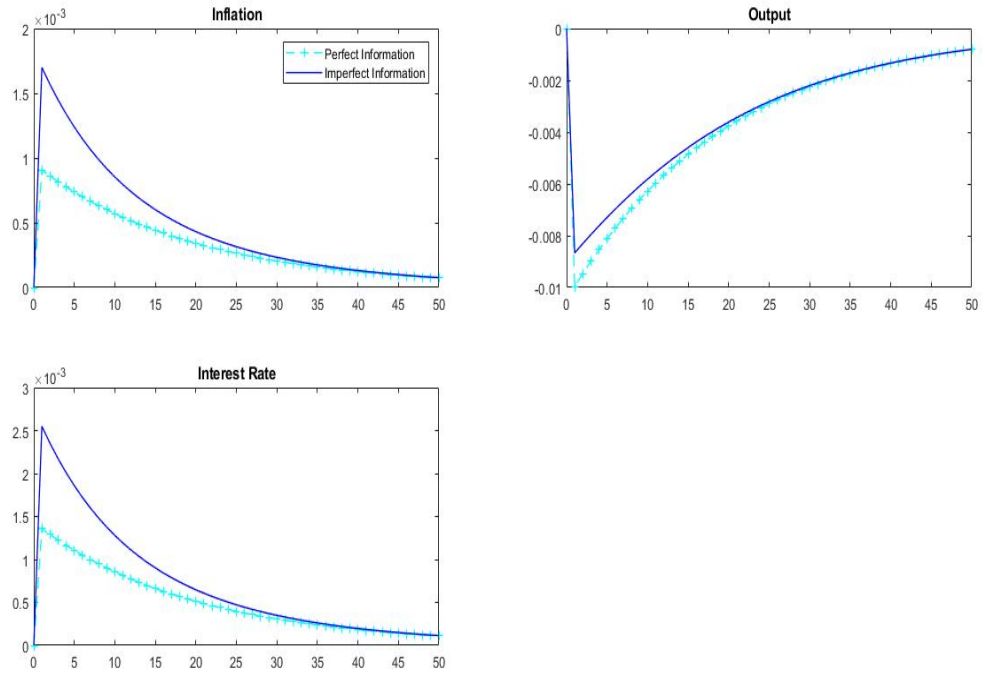 Inflation
×10⁻³
2
1.5
1
0.5
0
0 5 10 15 20 25 30 35 40 45 50
Perfect Information
Imperfect Information
Output
0
-0.002
-0.004
-0.006
-0.008
-0.01
0 5 10 15 20 25 30 35 40 45 50
Interest Rate
×10⁻³
3
2.5
2
1.5
1
0.5
0
0 5 10 15 20 25 30 35 40 45 50